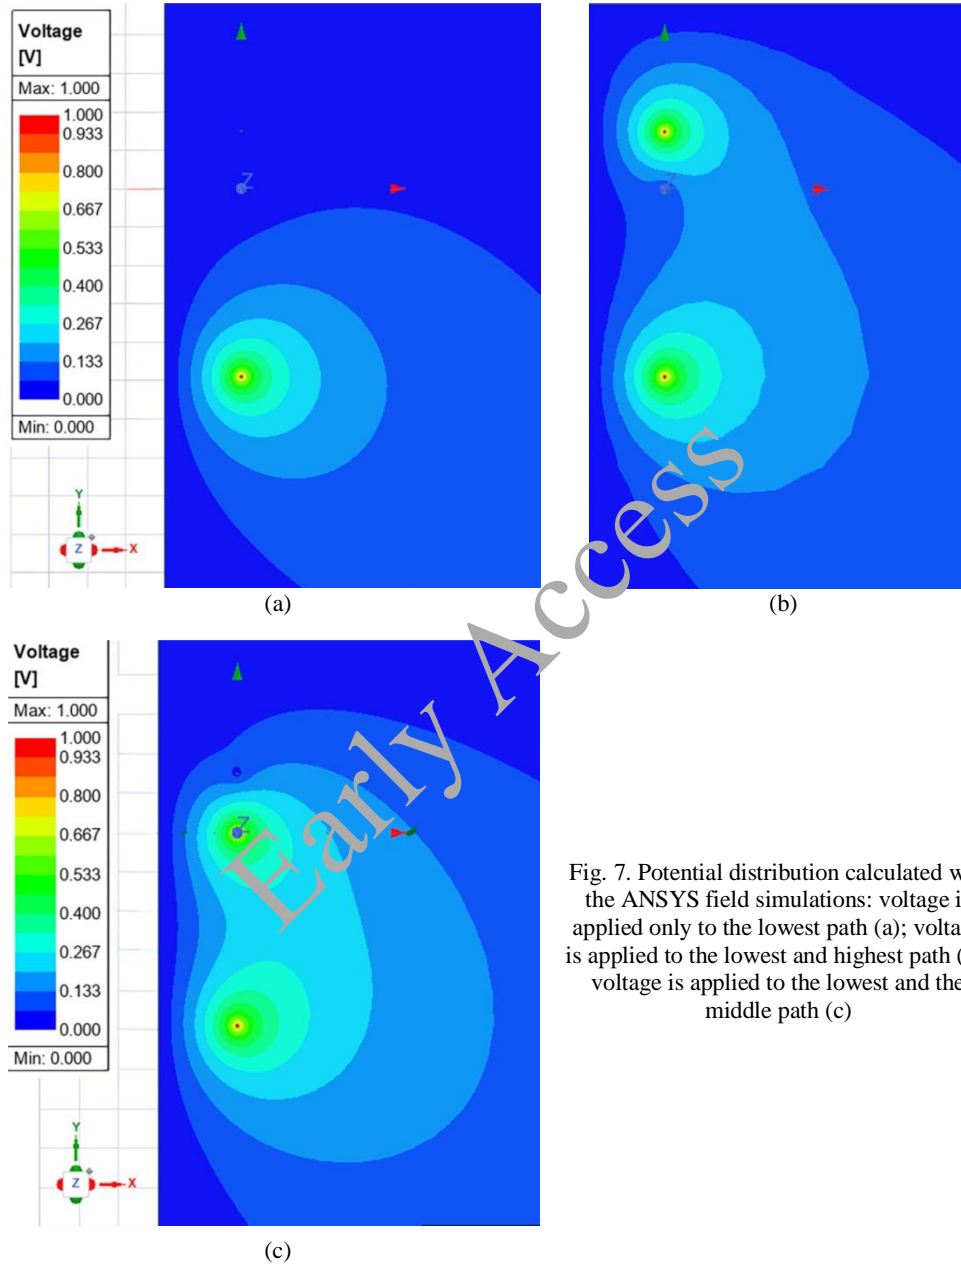 Voltage
[V]
Max: 1.000
1.000
0.933
0.800
0.667
0.533
0.400
0.267
0.133
0.000
Min: 0.000
Y
Z
X
Z
(a)
Z
(b)
Early Access
Voltage
[V]
Max: 1.000
1.000
0.933
0.800
0.667
0.533
0.400
0.267
0.133
0.000
Min: 0.000
Y
Z
X
Z
(c)
Fig. 7. Potential distribution calculated w
the ANSYS field simulations: voltage i
applied only to the lowest path (a); volta
is applied to the lowest and highest path (
voltage is applied to the lowest and the
middle path (c)